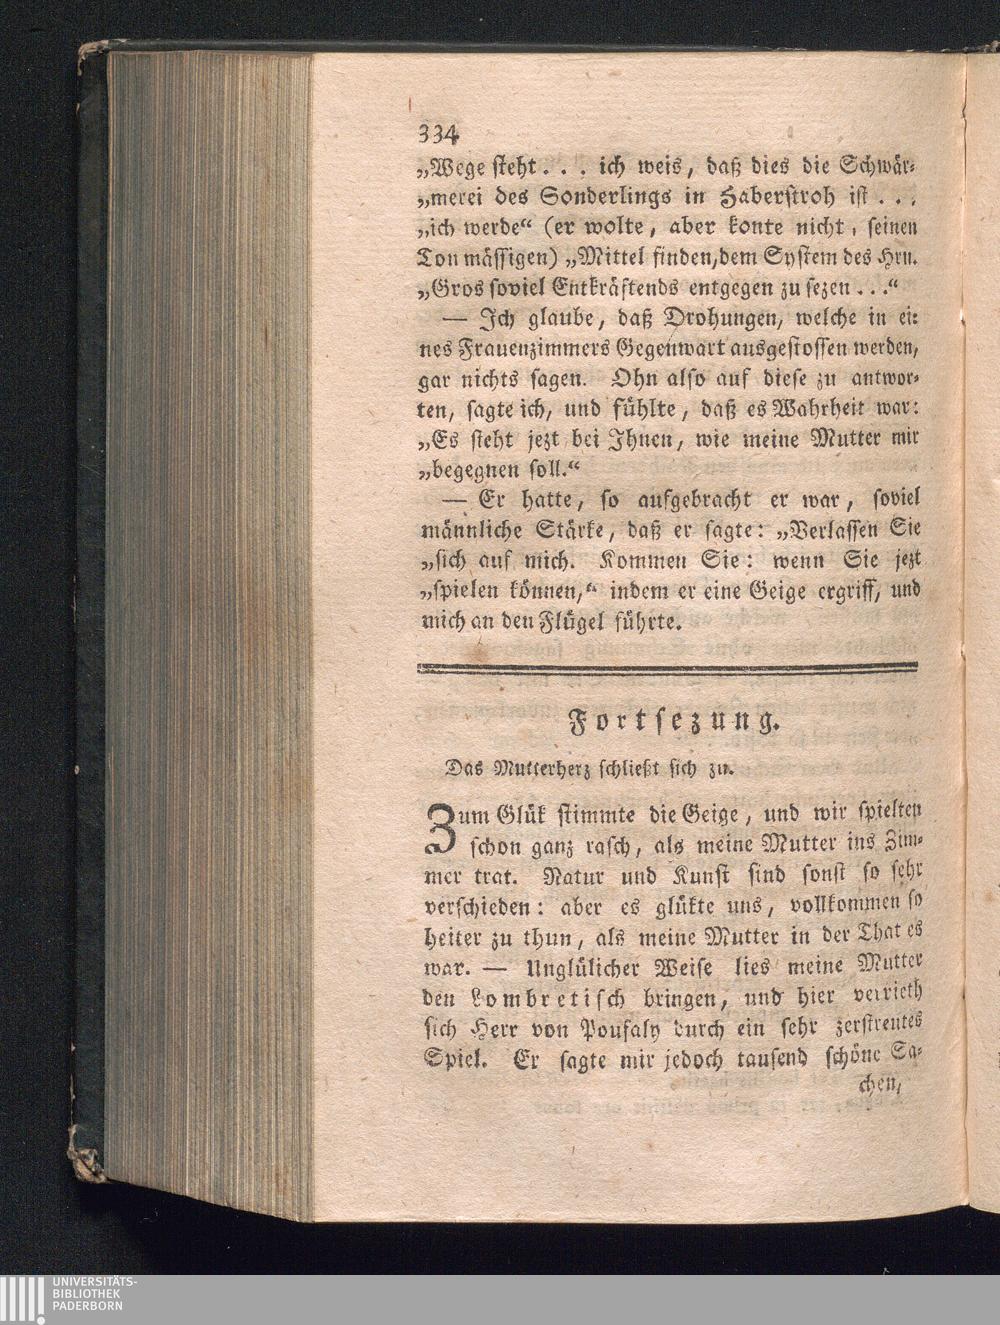 334
„Wege steht. . . ich weis, daß dies die Schwär-
„merei des Sonderlings in Haberstroh ist . . .
„ich werde“ (er wolte, aber konte nicht, seinen
Ton mässigen) „Mittel finden, dem System des Hrn.
„Gros soviel Entkräftends entgegen zu sezen . . .“
— Ich glaube, daß Drohungen, welche in ei-
nes Frauenzimmers Gegenwart ausgestossen werden,
gar nichts sagen. Ohn also auf diese zu antwor-
ten, sagte ich, und fühlte, daß es Wahrheit war:
„Es steht jezt bei Ihnen, wie meine Mutter mir
„begegnen soll.“
— Er hatte, so aufgebracht er war, soviel
männliche Stärke, daß er sagte: „Verlassen Sie
„sich auf mich. Kommen Sie: wenn Sie jezt
„spielen können,“ indem er eine Geige ergriff, und
mich an den Flügel führte.
Fortsezung.
Das Mutterherz schließt sich zu.
Zum Glük stimmte die Geige, und wir spielten
schon ganz rasch, als meine Mutter ins Zim-
mer trat. Natur und Kunst sind sonst so sehr
verschieden: aber es glükte uns, vollkommen so
heiter zu thun, als meine Mutter in der That es
war. — Unglülicher Weise lies meine Mutter
den Lombretisch bringen, und hier verrieth
sich Herr von Poufaly durch ein sehr zerstreutes
Spiel. Er sagte mir jedoch tausend schöne Sa-
chen,
UNIVERSITÄTS-
BIBLIOTHEK
PADERBORN